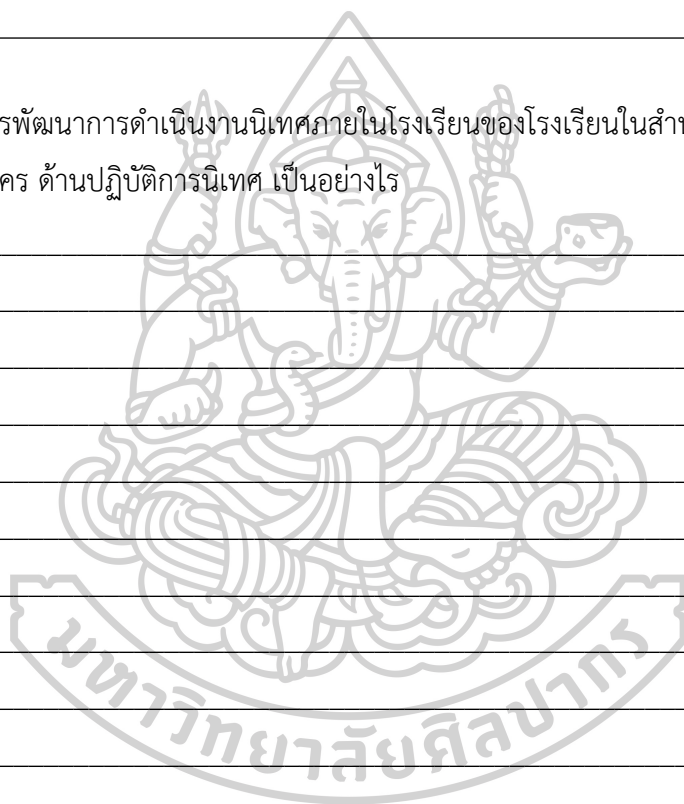 รพัฒนาการดำเนินงานนิเทศภายในโรงเรียนของโรงเรียนในสำน
คร ด้านปฏิบัติการนิเทศ เป็นอย่างไร
มหาวิทยาลัยศิลปากร